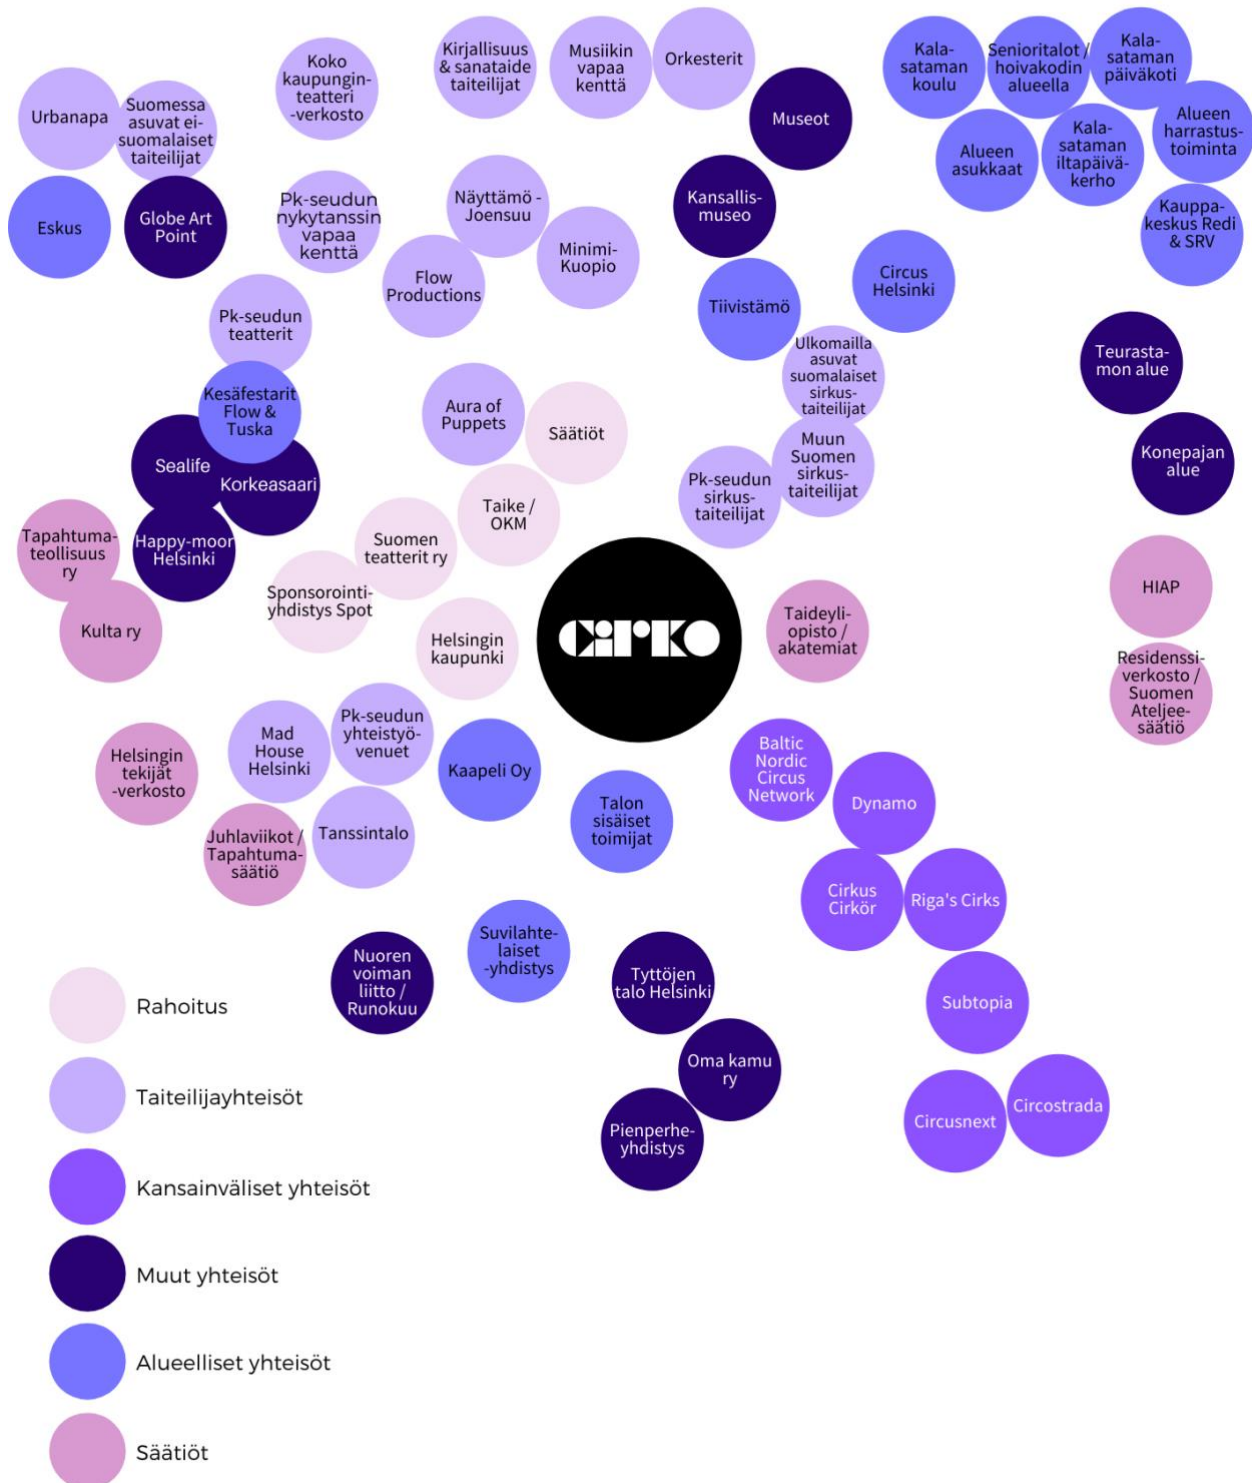 Urbanapa
Suomessa
asuvat ei-
suomalaiset
taiteilijat
Eskus
Globe Art
Point
Koko
kaupungin-
teatteri
-verkosto
Pk-seudun
nykytanssin
vapaa
kenttä
Kirjallisuus
& sanataide
taiteilijat
Musiikin
vapaa
kenttä
Orkesterit
Museot
Kansallis-
museo
Näyttämö -
Joensuu
Minimi-
Kuopio
Flow
Productions
Tiivistämö
Circus
Helsinki
Kala-
sataman
koulu
Senioritalot /
hoivakodin
alueella
Kala-
sataman
päiväkoti
Alueen
harrastus-
toiminta
Alueen
asukkaat
Kala-
sataman
iltapäivä-
kerho
Kauppa-
keskus Redi
& SRV
Pk-seudun
teatterit
Kesäfestarit
Flow &
Tuska
Sealife
Korkeasaari
Happy-moor
Helsinki
Tapahtuma-
teollisuus
ry
Kulta ry
Aura of
Puppets
Säätiöt
Taike /
OKM
Suomen
teatterit ry
Sponsorointi-
yhdistys Spot
Helsingin
kaupunki
Ulkomailla
asuvat
suomalaiset
sirkus-
taiteilijat
Muun
Suomen
sirkus-
taiteilijat
Pk-seudun
sirkus-
taiteilijat
Teurasta-
mon alue
Konepajan
alue
CirKO
Taideyli-
opisto /
akatemiat
HIAP
Residenssi-
verkosto /
Suomen
Ateljee-
säätiö
Helsingin
tekijät
-verkosto
Mad
House
Helsinki
Pk-seudun
yhteistyö-
venuet
Juhlaviikot /
Tapahtuma-
säätiö
Tanssintalo
Kaapeli Oy
Talon
sisäiset
toimijat
Baltic
Nordic
Circus
Network
Dynamo
Cirkus
Cirkör
Riga's Cirks
Subtopia
Circusnext
Circostrada
Nuoren
voiman
liitto /
Runokuu
Suvilahte-
laiset
-yhdistys
Tyttöjen
talo Helsinki
Oma kamu
ry
Pienperhe-
yhdistys
Rahoitus
Taiteilijayhteisöt
Kansainväliset yhteisöt
Muut yhteisöt
Alueelliset yhteisöt
Säätiöt